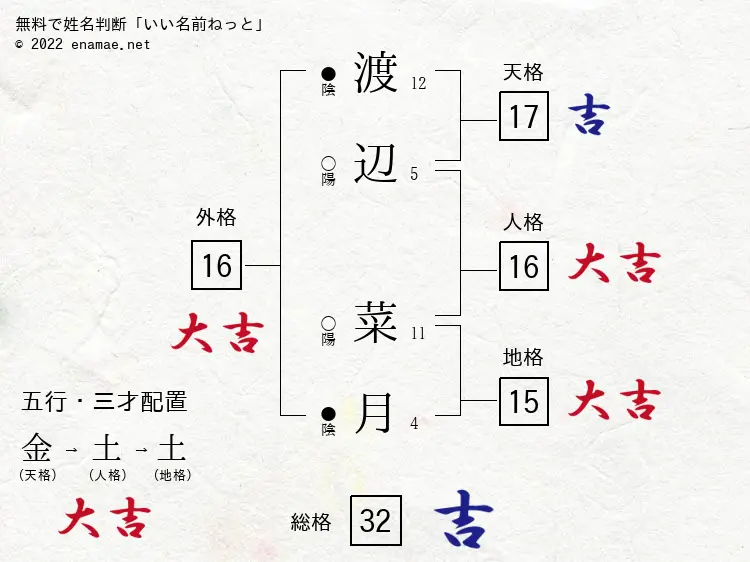 無料で姓名判断「いい名前ねっと」
© 2022 enamae.net
天格
17 吉
●陰 渡 12
○陽 辺 5
外格
16
大吉
人格
16 大吉
○陽 菜 11
●陰 月 4
地格
15 大吉
五行・三才配置
金→土→土
(天格) (人格) (地格)
大吉
総格 32 吉